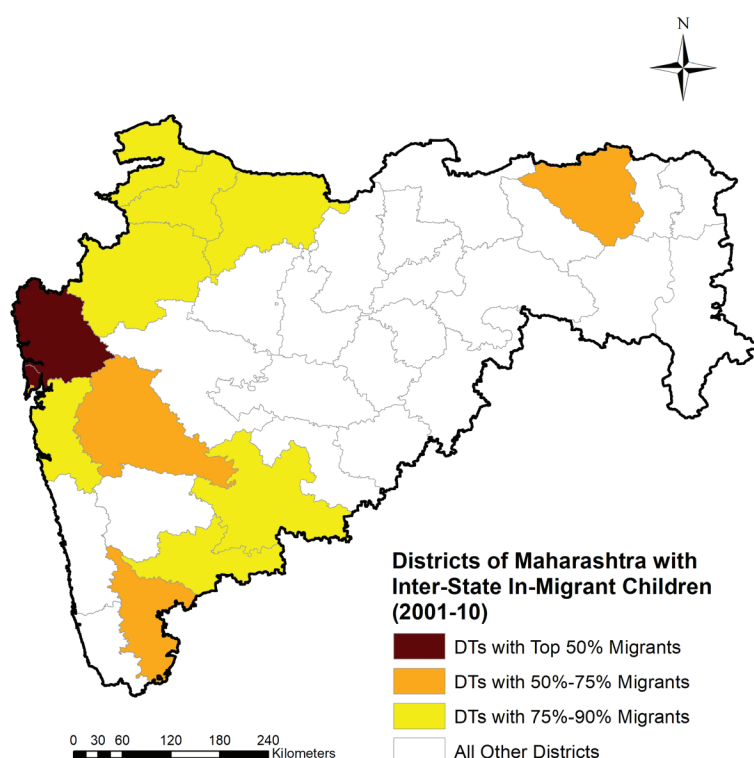 N
Districts of Maharashtra with
Inter-State In-Migrant Children
(2001-10)
DTs with Top 50% Migrants
DTs with 50%-75% Migrants
DTs with 75%-90% Migrants
All Other Districts
0 30 60 120 180 240
Kilometers